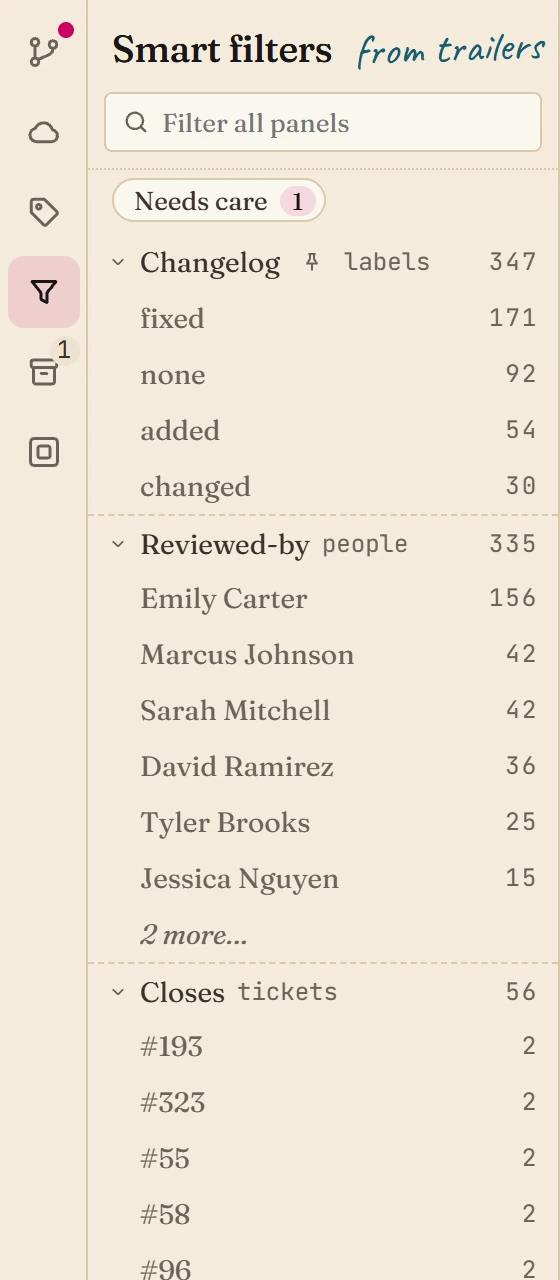 Smart filters from trailers
Filter all panels
Needs care 1
Changelog labels 347
fixed 171
1
none 92
added 54
changed 30
Reviewed-by people 335
Emily Carter 156
Marcus Johnson 42
Sarah Mitchell 42
David Ramirez 36
Tyler Brooks 25
Jessica Nguyen 15
2 more...
Closes tickets 56
#193 2
#323 2
#55 2
#58 2
#96 2